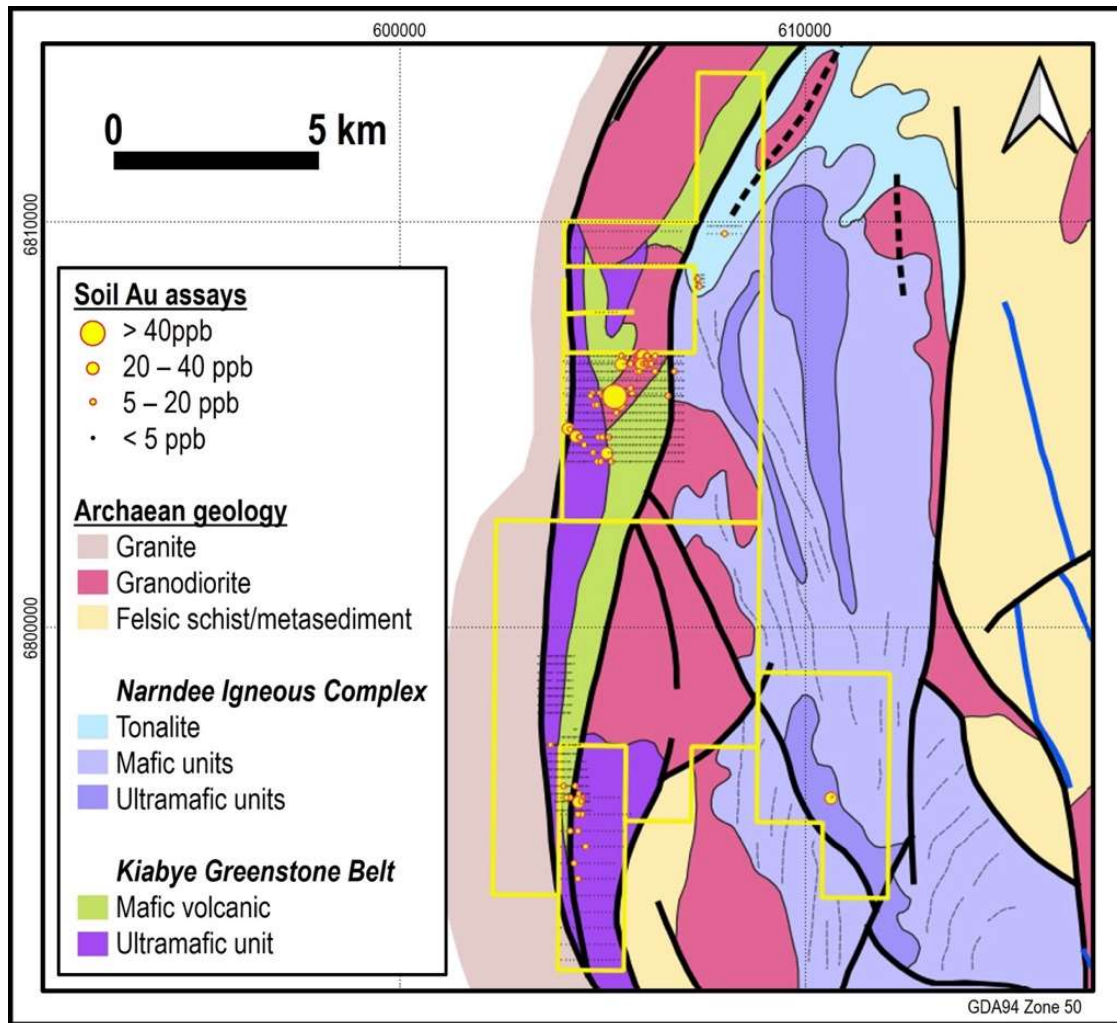 600000
610000
0 5 km
6810000
Soil Au assays
> 40ppb
20 – 40 ppb
5 – 20 ppb
< 5 ppb
Archaean geology
Granite
Granodiorite
Felsic schist/metasediment
6800000
Narndee Igneous Complex
Tonalite
Mafic units
Ultramafic units
Kiabye Greenstone Belt
Mafic volcanic
Ultramafic unit
GDA94 Zone 50